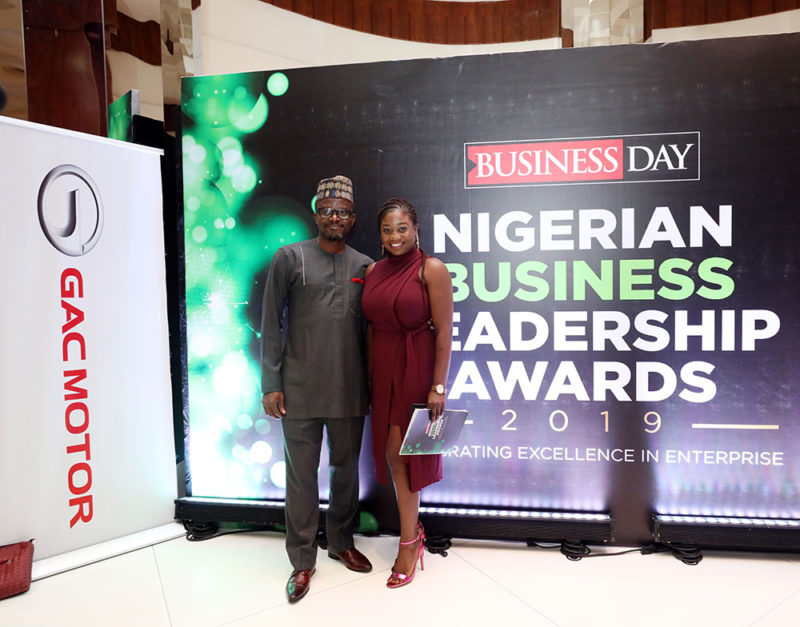 GAC MOTOR
BUSINESS DAY
NIGERIAN
BUSINESS
EADERSHIP
AWARDS
2019
RATING EXCELLENCE IN ENTERPRISE